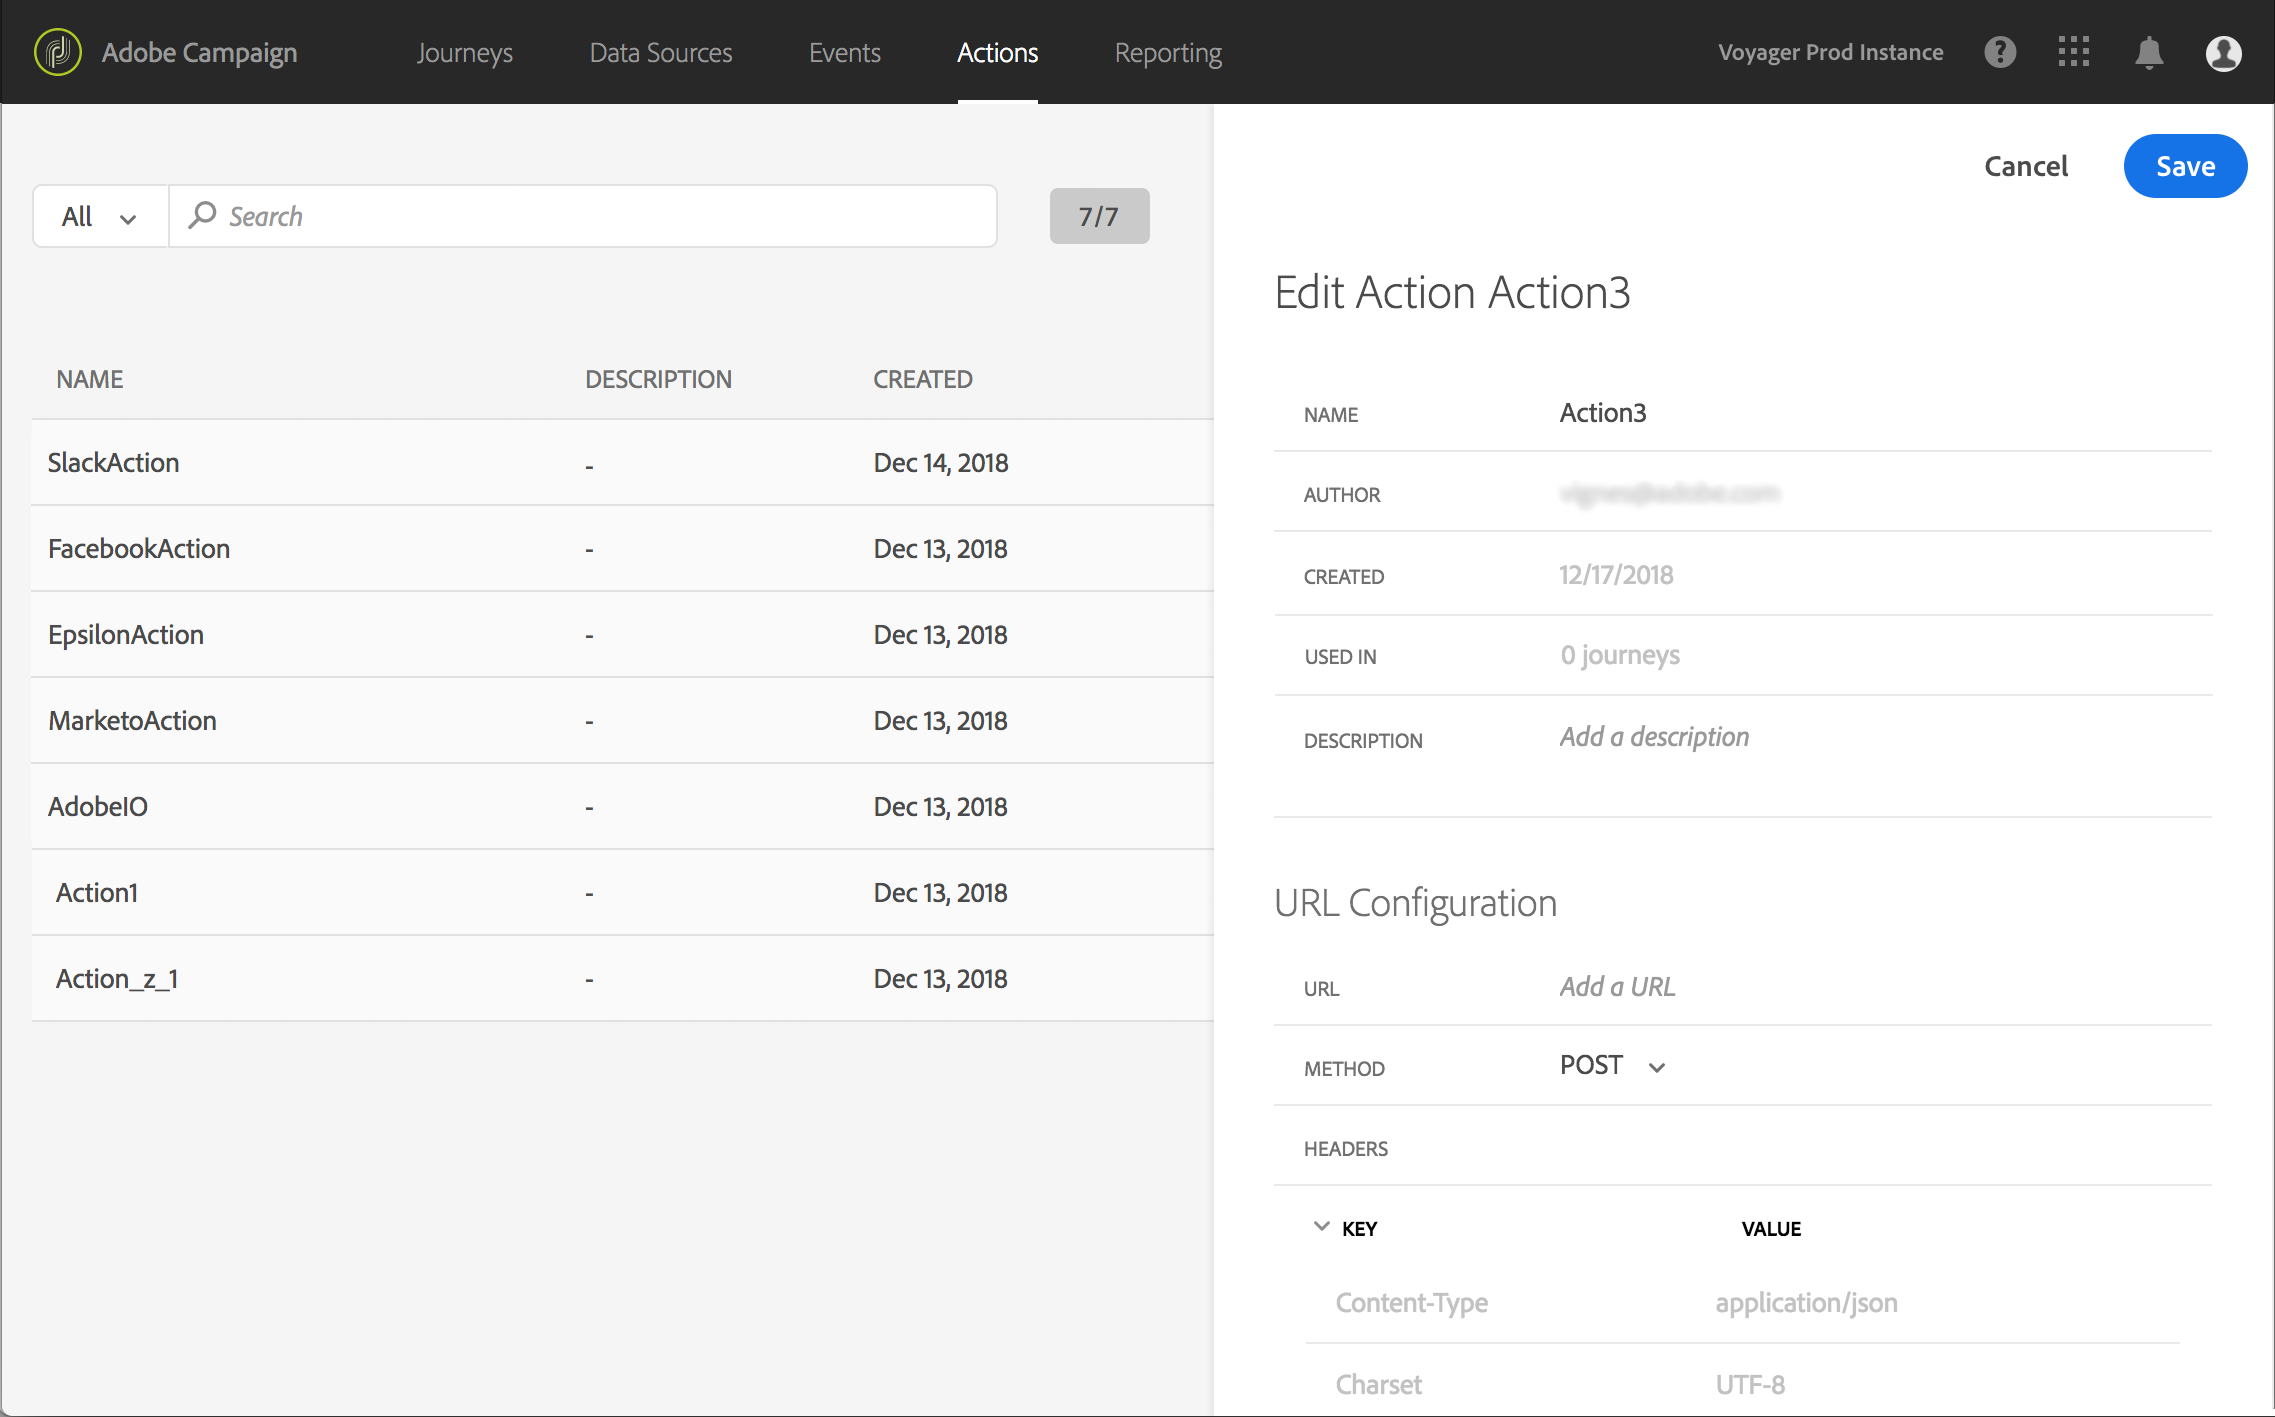 Adobe Campaign Journeys Data Sources Events Actions Reporting Voyager Prod Instance ?
All Search 7/7
NAME DESCRIPTION CREATED
SlackAction - Dec 14, 2018
FacebookAction - Dec 13, 2018
EpsilonAction - Dec 13, 2018
MarketoAction - Dec 13, 2018
AdobeIO - Dec 13, 2018
Action1 - Dec 13, 2018
Action_z_1 - Dec 13, 2018
Cancel Save
Edit Action Action3
NAME Action3
AUTHOR
CREATED 12/17/2018
USED IN 0 journeys
DESCRIPTION Add a description
URL Configuration
URL Add a URL
METHOD POST
HEADERS
KEY VALUE
Content-Type application/json
Charset UTF-8